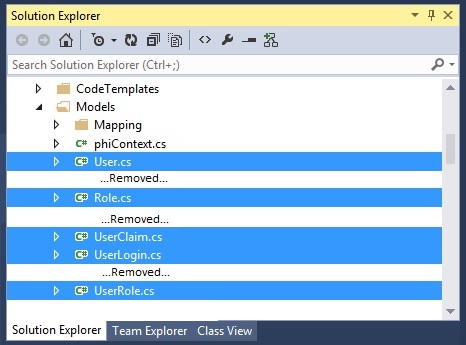 Solution Explorer
Search Solution Explorer (Ctrl+;)
CodeTemplates
Models
Mapping
C# phiContext.cs
C# User.cs
...Removed...
C# Role.cs
...Removed...
C# UserClaim.cs
C# UserLogin.cs
...Removed...
C# UserRole.cs
Solution Explorer Team Explorer Class View